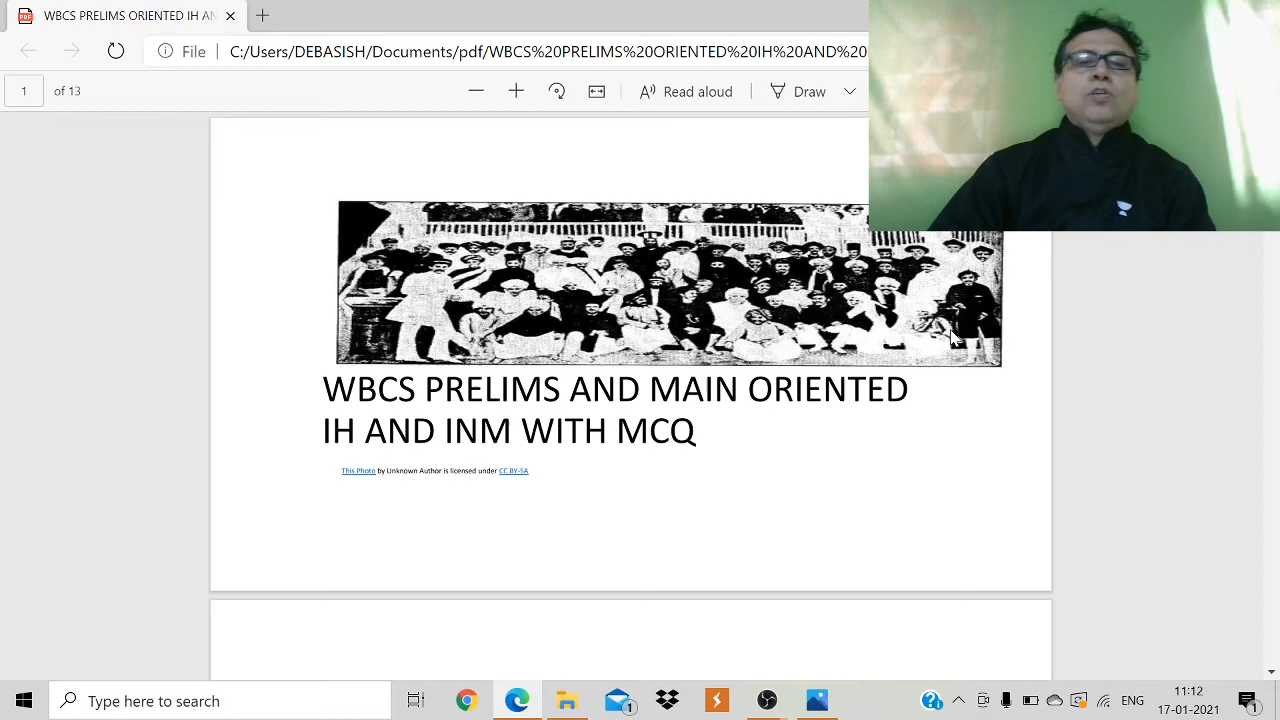 WBCS PRELIMS ORIENTED IH AN
File
C:/Users/DEBASISH/Documents/pdf/WBCS%20PRELIMS%20ORIENTED%20IH%20AND%20
1
of 13
Read aloud
Draw
WBCS PRELIMS AND MAIN ORIENTED
IH AND INM WITH MCQ
This Photo by Unknown Author is licensed under CC BY-SA
Type here to search
1
ENG
11:12
17-01-2021
1